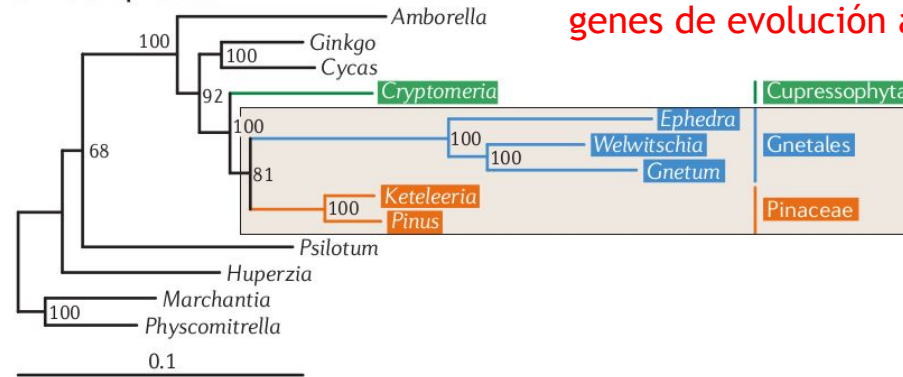 genes de evolución a
Amborella
100
Ginkgo
100
Cycas
92
Cryptomeria
Cupressophyta
100
Ephedra
100
Welwitschia
Gnetales
68
100
Gnetum
81
Keteleeria
100
Pinaceae
Pinus
Psilotum
Huperzia
Marchantia
100
Physcomitrella
0.1